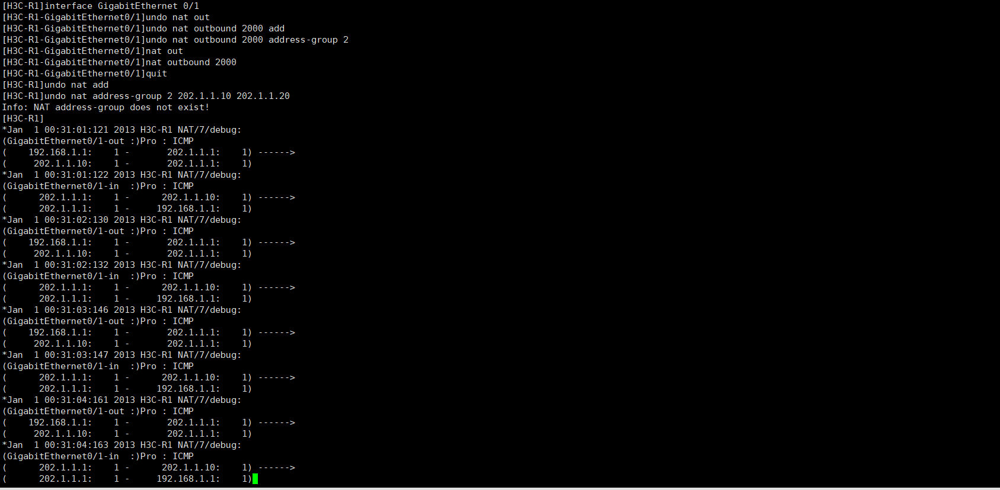 [H3C-R1]interface GigabitEthernet 0/1
[H3C-R1-GigabitEthernet0/1]undo nat out
[H3C-R1-GigabitEthernet0/1]undo nat outbound 2000 add
[H3C-R1-GigabitEthernet0/1]undo nat outbound 2000 address-group 2
[H3C-R1-GigabitEthernet0/1]nat out
[H3C-R1-GigabitEthernet0/1]nat outbound 2000
[H3C-R1-GigabitEthernet0/1]quit
[H3C-R1]undo nat add
[H3C-R1]undo nat address-group 2 202.1.1.10 202.1.1.20
Info: NAT address-group does not exist!
[H3C-R1]
*Jan  1 00:31:01:121 2013 H3C-R1 NAT/7/debug:
(GigabitEthernet0/1-out :)Pro : ICMP
(    192.168.1.1:    1 -       202.1.1.1:    1) ------>
(     202.1.1.10:    1 -       202.1.1.1:    1)
*Jan  1 00:31:01:122 2013 H3C-R1 NAT/7/debug:
(GigabitEthernet0/1-in  :)Pro : ICMP
(      202.1.1.1:    1 -      202.1.1.10:    1) ------>
(      202.1.1.1:    1 -     192.168.1.1:    1)
*Jan  1 00:31:02:130 2013 H3C-R1 NAT/7/debug:
(GigabitEthernet0/1-out :)Pro : ICMP
(    192.168.1.1:    1 -       202.1.1.1:    1) ------>
(     202.1.1.10:    1 -       202.1.1.1:    1)
*Jan  1 00:31:02:132 2013 H3C-R1 NAT/7/debug:
(GigabitEthernet0/1-in  :)Pro : ICMP
(      202.1.1.1:    1 -      202.1.1.10:    1) ------>
(      202.1.1.1:    1 -     192.168.1.1:    1)
*Jan  1 00:31:03:146 2013 H3C-R1 NAT/7/debug:
(GigabitEthernet0/1-out :)Pro : ICMP
(    192.168.1.1:    1 -       202.1.1.1:    1) ------>
(     202.1.1.10:    1 -       202.1.1.1:    1)
*Jan  1 00:31:03:147 2013 H3C-R1 NAT/7/debug:
(GigabitEthernet0/1-in  :)Pro : ICMP
(      202.1.1.1:    1 -      202.1.1.10:    1) ------>
(      202.1.1.1:    1 -     192.168.1.1:    1)
*Jan  1 00:31:04:161 2013 H3C-R1 NAT/7/debug:
(GigabitEthernet0/1-out :)Pro : ICMP
(    192.168.1.1:    1 -       202.1.1.1:    1) ------>
(     202.1.1.10:    1 -       202.1.1.1:    1)
*Jan  1 00:31:04:163 2013 H3C-R1 NAT/7/debug:
(GigabitEthernet0/1-in  :)Pro : ICMP
(      202.1.1.1:    1 -      202.1.1.10:    1) ------>
(      202.1.1.1:    1 -     192.168.1.1:    1)